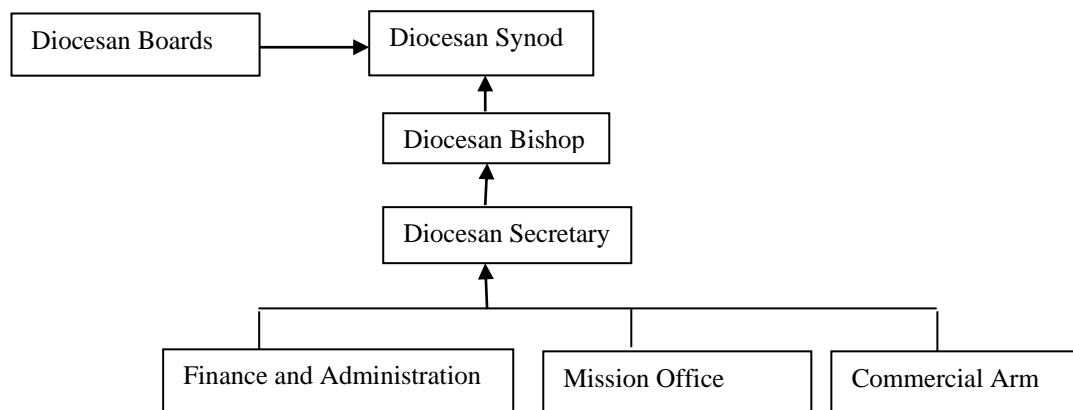 Diocesan Boards
Diocesan Synod
Diocesan Bishop
Diocesan Secretary
Finance and Administration
Mission Office
Commercial Arm